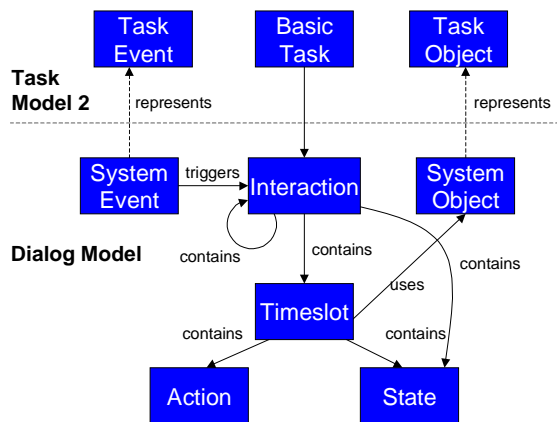 Task
Event
Basic
Task
Task
Object
Task
Model 2
represents
represents
System
Event
triggers
Interaction
System
Object
Dialog Model
contains
contains
contains
uses
Timeslot
contains
contains
Action
State